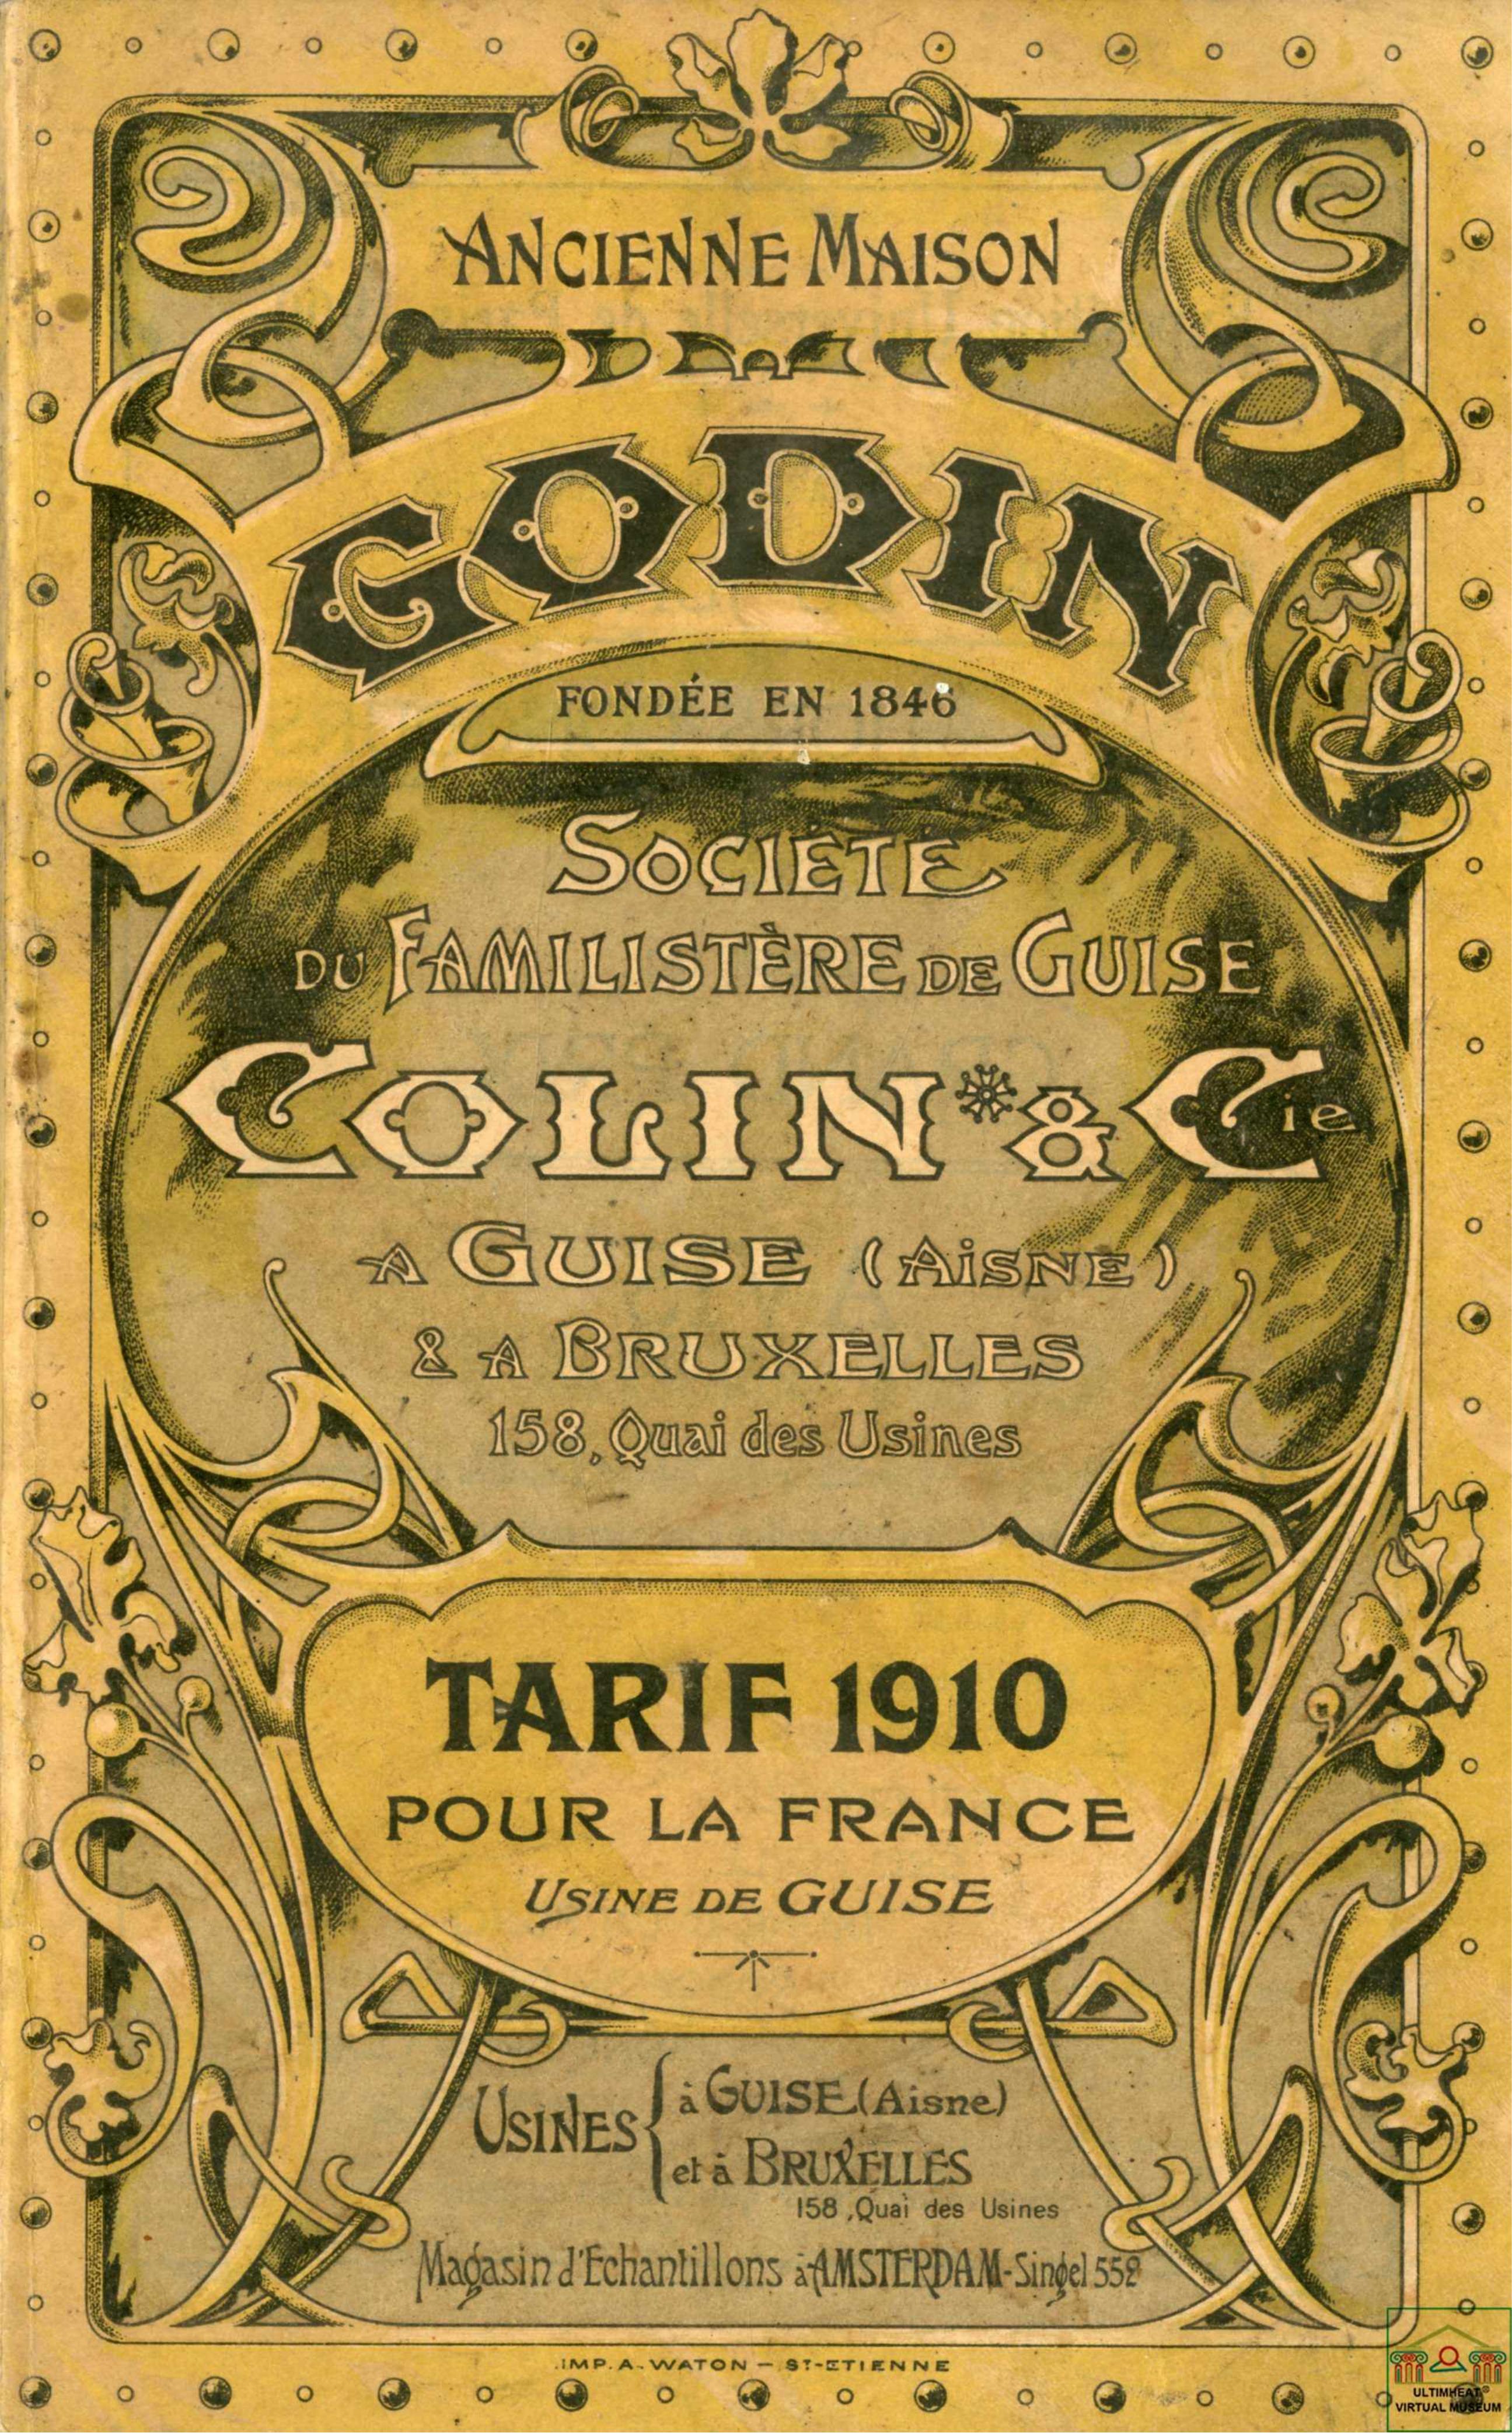 ANCIENNE MAISON
GODIN
FONDÉE EN 1846
SOCIÉTÉ
DU FAMILISTÈRE DE GUISE
COLIN & Cie
A GUISE (AiSNE)
& A BRUXELLES
158, Quai des Usines
TARIF 1910
POUR LA FRANCE
USINE DE GUISE
USINES { à GUISE (Aisne)
et à BRUXELLES
158, Quai des Usines
Magasin d'Echantillons à AMSTERDAM-Singel 552
IMP. A. WATON – ST-ETIENNE
ULTIMHEAT®
VIRTUAL MUSEUM